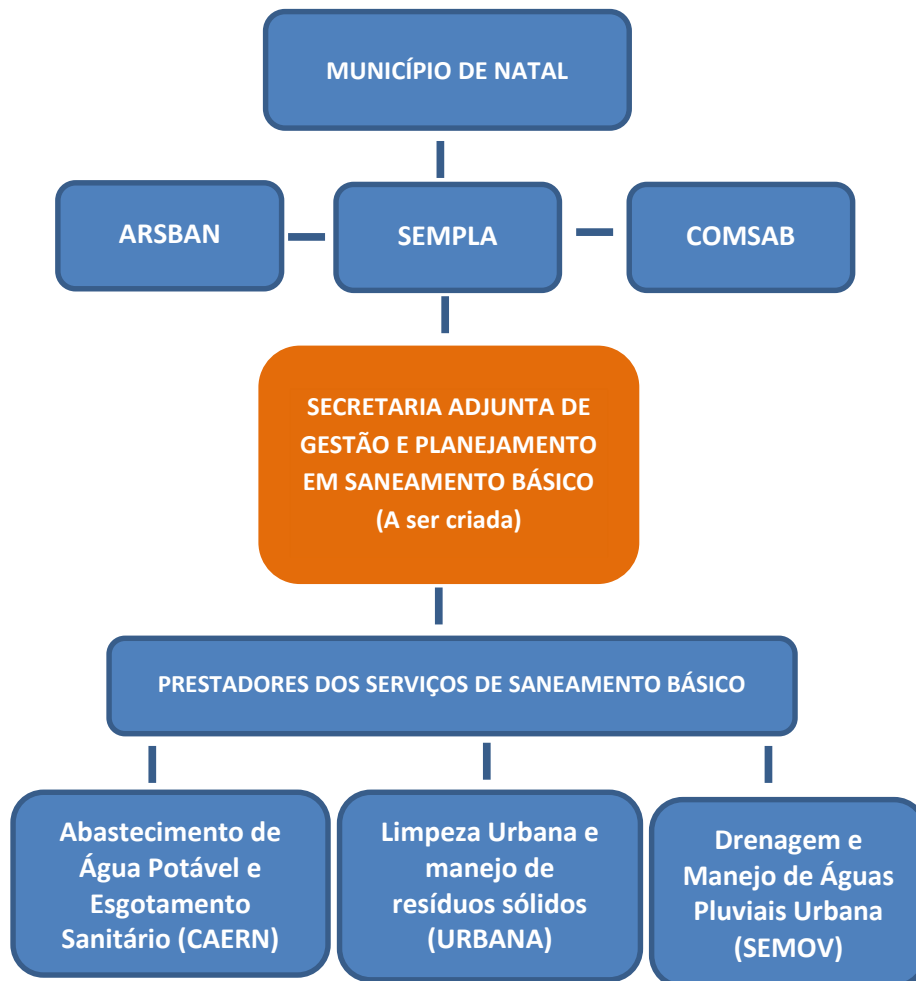 MUNICÍPIO DE NATAL
ARSBAN
SEMPLA
COMSAB
SECRETARIA ADJUNTA DE
GESTÃO E PLANEJAMENTO
EM SANEAMENTO BÁSICO
(A ser criada)
PRESTADORES DOS SERVIÇOS DE SANEAMENTO BÁSICO
Abastecimento de
Água Potável e
Esgotamento
Sanitário (CAERN)
Limpeza Urbana e
manejo de
resíduos sólidos
(URBANA)
Drenagem e
Manejo de Águas
Pluviais Urbana
(SEMOV)